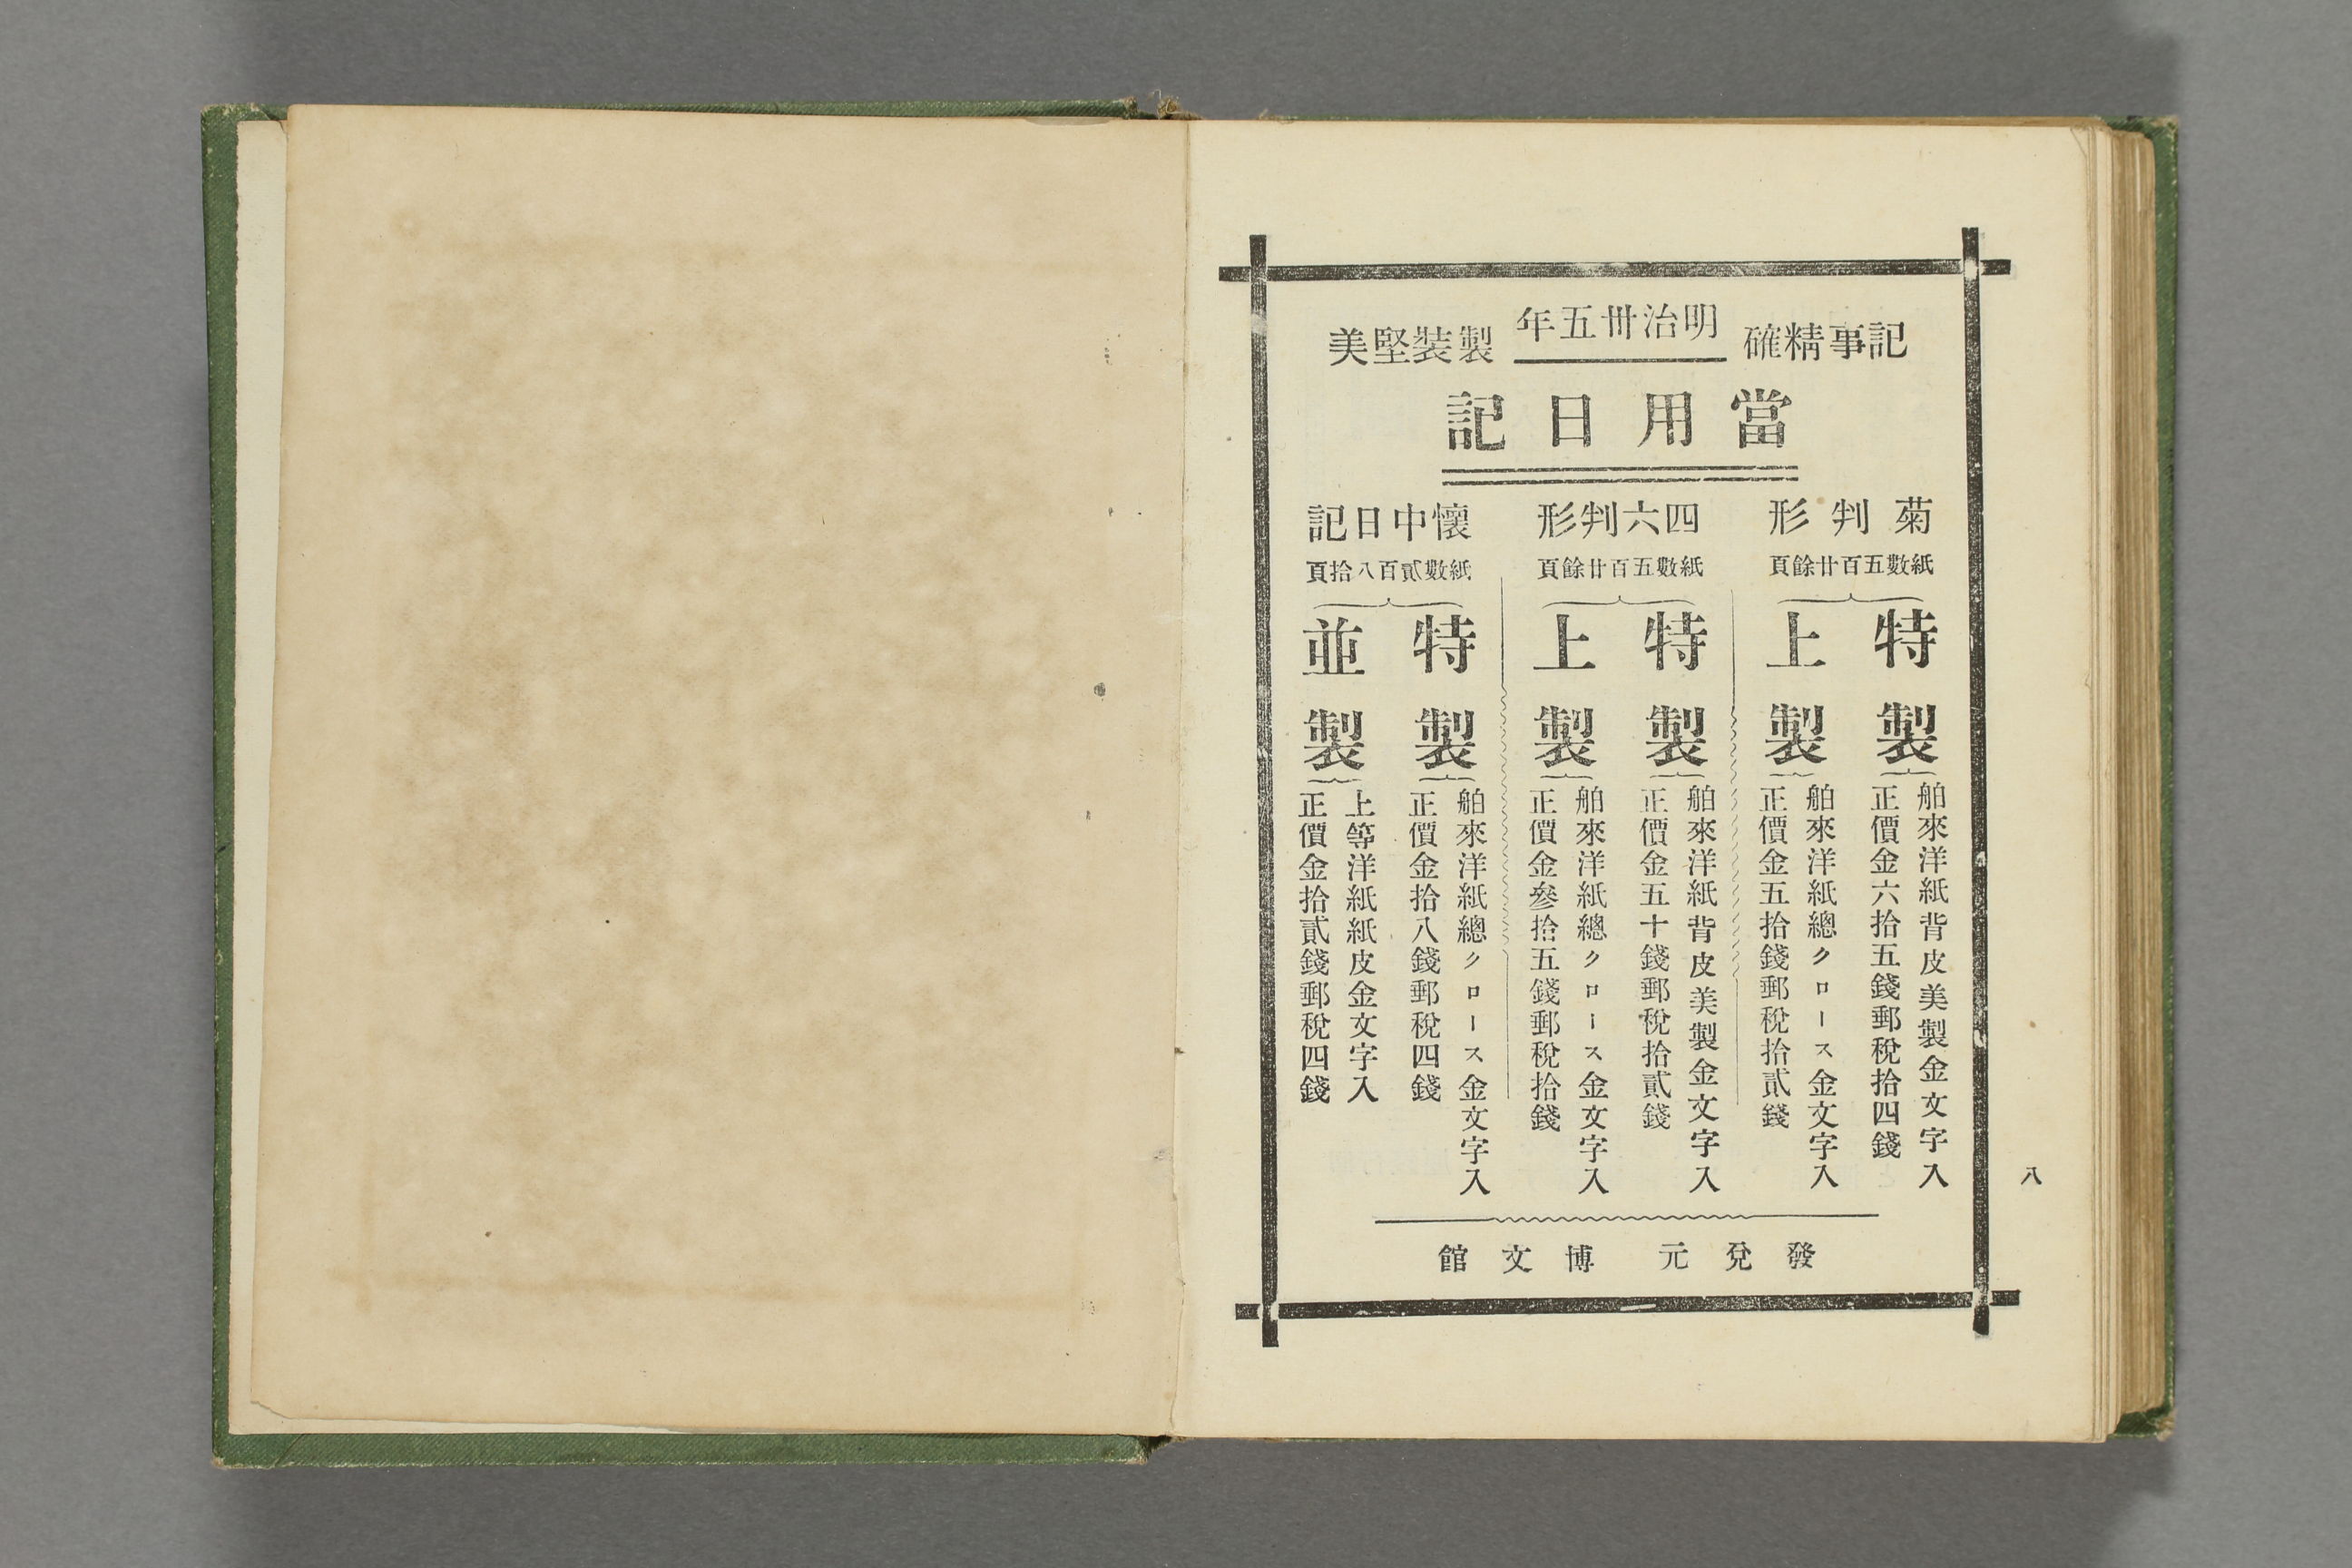 記事精確
明治卅五年
製裝堅美
當用日記
菊判形
紙數五百廿餘頁
特製
舶來洋紙背皮美製金文字入
正價金六拾五錢郵稅拾四錢
上製
舶來洋紙總クロース金文字入
正價金五拾錢郵稅拾貳錢
四六判形
紙數五百廿餘頁
特製
舶來洋紙背皮美製金文字入
正價金五十錢郵稅拾貳錢
上製
舶來洋紙總クロース金文字入
正價金參拾五錢郵稅拾錢
懷中日記
紙數貳百八拾頁
特製
舶來洋紙總クロース金文字入
正價金拾八錢郵稅四錢
並製
上等洋紙紙皮金文字入
正價金拾貳錢郵稅四錢
發兌元 博文館
八